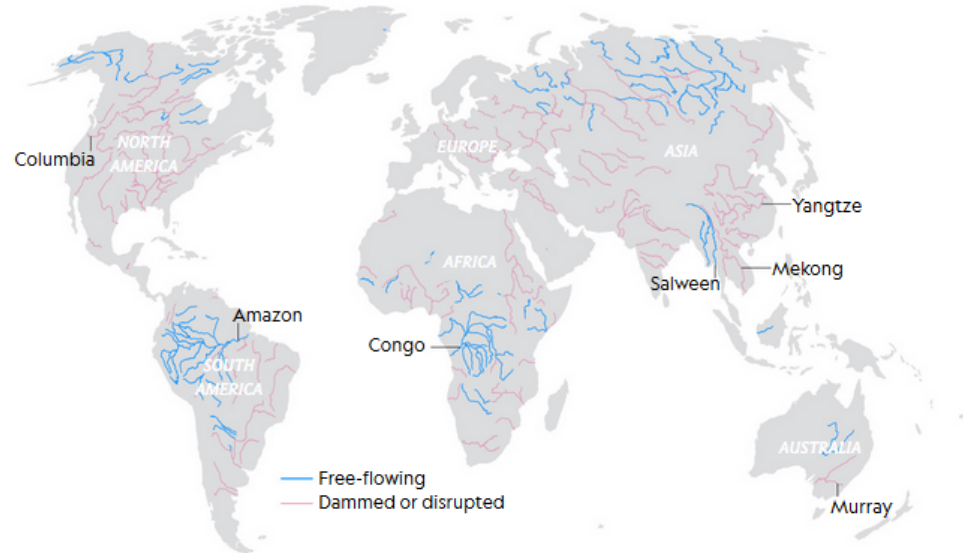 Columbia
NORTH
AMERICA
EUROPE
ASIA
Yangtze
AFRICA
Mekong
Salween
Amazon
Congo
SOUTH
AMERICA
AUSTRALIA
Free-flowing
Dammed or disrupted
Murray